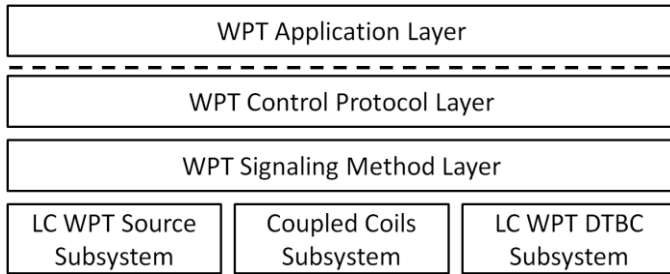 WPT Application Layer
WPT Control Protocol Layer
WPT Signaling Method Layer
LC WPT Source
Subsystem
Coupled Coils
Subsystem
LC WPT DTBC
Subsystem